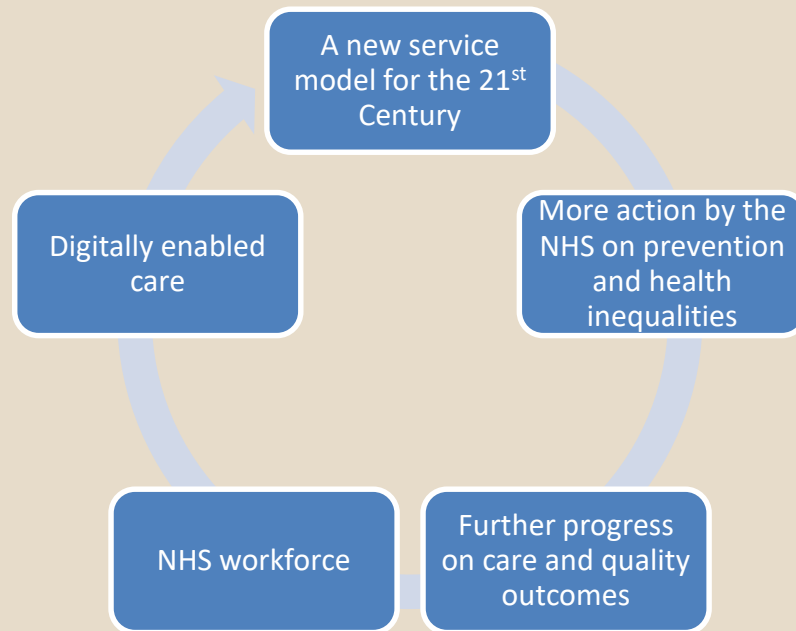 A new service
model for the 21st
Century
More action by the
NHS on prevention
and health
inequalities
Further progress
on care and quality
outcomes
NHS workforce
Digitally enabled
care